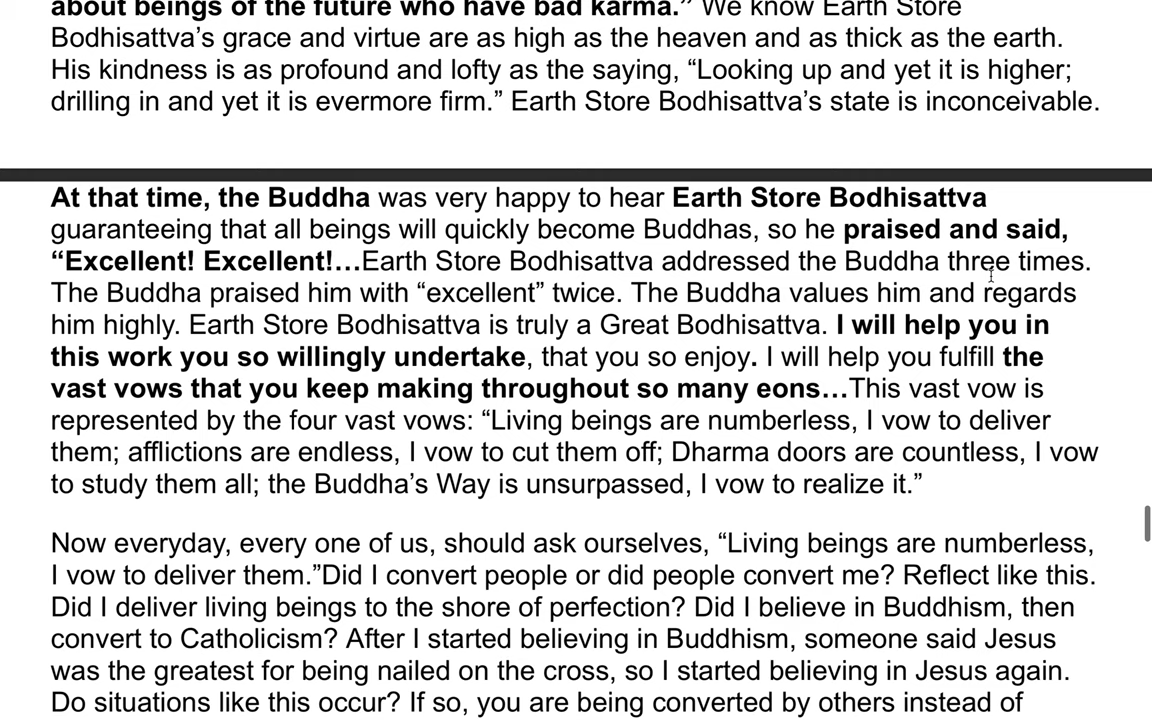 about beings of the future who have bad karma.” We know Earth Store
Bodhisattva’s grace and virtue are as high as the heaven and as thick as the earth.
His kindness is as profound and lofty as the saying, “Looking up and yet it is higher;
drilling in and yet it is evermore firm.” Earth Store Bodhisattva’s state is inconceivable.
At that time, the Buddha was very happy to hear Earth Store Bodhisattva
guaranteeing that all beings will quickly become Buddhas, so he praised and said,
“Excellent! Excellent!…Earth Store Bodhisattva addressed the Buddha three times.
The Buddha praised him with “excellent” twice. The Buddha values him and regards
him highly. Earth Store Bodhisattva is truly a Great Bodhisattva. I will help you in
this work you so willingly undertake, that you so enjoy. I will help you fulfill the
vast vows that you keep making throughout so many eons…This vast vow is
represented by the four vast vows: “Living beings are numberless, I vow to deliver
them; afflictions are endless, I vow to cut them off; Dharma doors are countless, I vow
to study them all; the Buddha’s Way is unsurpassed, I vow to realize it.”
Now everyday, every one of us, should ask ourselves, “Living beings are numberless,
I vow to deliver them.”Did I convert people or did people convert me? Reflect like this.
Did I deliver living beings to the shore of perfection? Did I believe in Buddhism, then
convert to Catholicism? After I started believing in Buddhism, someone said Jesus
was the greatest for being nailed on the cross, so I started believing in Jesus again.
Do situations like this occur? If so, you are being converted by others instead of